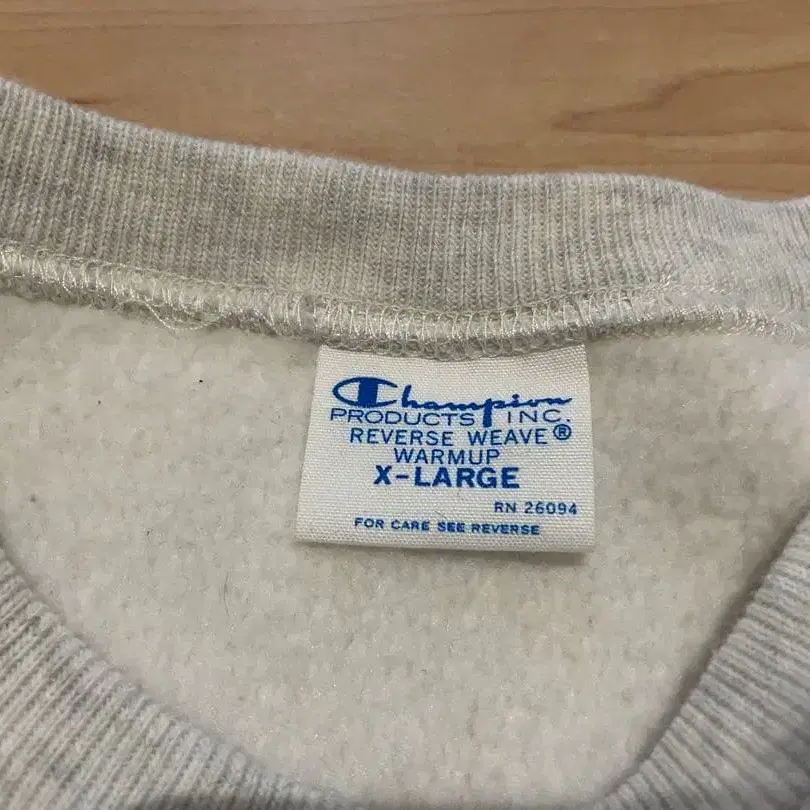 Champion
PRODUCTS INC.
REVERSE WEAVE®
WARMUP
X-LARGE
RN 26094
FOR CARE SEE REVERSE